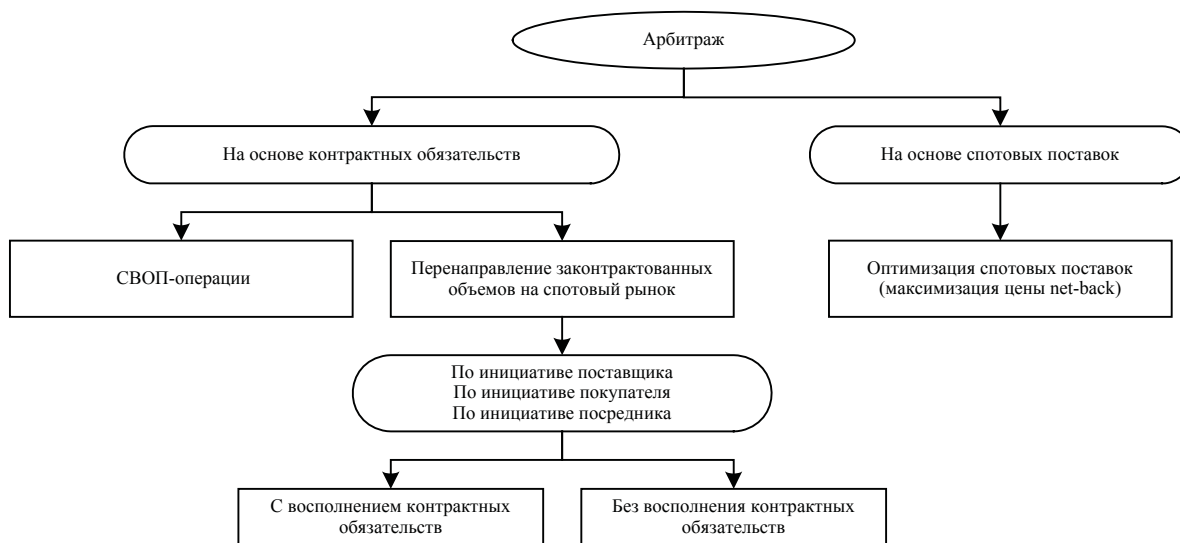 Арбитраж
На основе контрактных обязательств
На основе спотовых поставок
СВОП-операции
Перенаправление законтрактованных
объемов на спотовый рынок
Оптимизация спотовых поставок
(максимизация цены net-back)
По инициативе поставщика
По инициативе покупателя
По инициативе посредника
С восполнением контрактных
обязательств
Без восполнения контрактных
обязательств